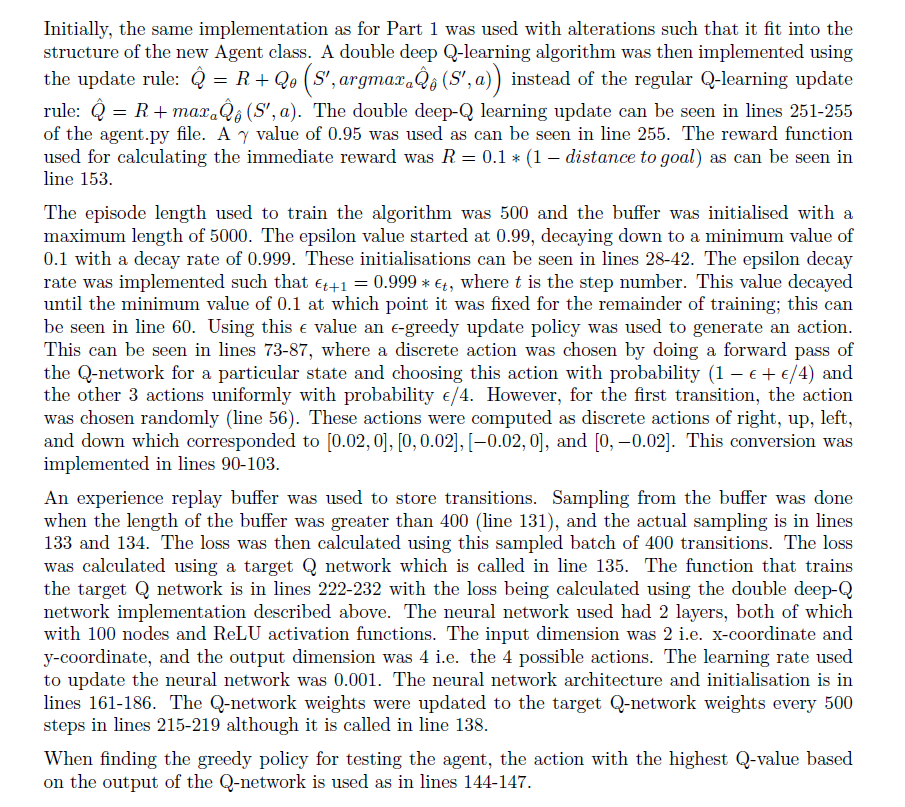 Initially, the same implementation as for Part 1 was used with alterations such that it fit into the
structure of the new Agent class. A double deep Q-learning algorithm was then implemented using
the update rule: Q̂ = R + Q_θ (S′, argmax_a Q̂_θ̂ (S′, a)) instead of the regular Q-learning update
rule: Q̂ = R + max_a Q̂_θ̂ (S′, a). The double deep-Q learning update can be seen in lines 251-255
of the agent.py file. A γ value of 0.95 was used as can be seen in line 255. The reward function
used for calculating the immediate reward was R = 0.1 ∗ (1 − distance to goal) as can be seen in
line 153.
The episode length used to train the algorithm was 500 and the buffer was initialised with a
maximum length of 5000. The epsilon value started at 0.99, decaying down to a minimum value of
0.1 with a decay rate of 0.999. These initialisations can be seen in lines 28-42. The epsilon decay
rate was implemented such that ϵ_{t+1} = 0.999 ∗ ϵ_t, where t is the step number. This value decayed
until the minimum value of 0.1 at which point it was fixed for the remainder of training; this can
be seen in line 60. Using this ϵ value an ϵ-greedy update policy was used to generate an action.
This can be seen in lines 73-87, where a discrete action was chosen by doing a forward pass of
the Q-network for a particular state and choosing this action with probability (1 − ϵ + ϵ/4) and
the other 3 actions uniformly with probability ϵ/4. However, for the first transition, the action
was chosen randomly (line 56). These actions were computed as discrete actions of right, up, left,
and down which corresponded to [0.02, 0], [0, 0.02], [−0.02, 0], and [0, −0.02]. This conversion was
implemented in lines 90-103.
An experience replay buffer was used to store transitions. Sampling from the buffer was done
when the length of the buffer was greater than 400 (line 131), and the actual sampling is in lines
133 and 134. The loss was then calculated using this sampled batch of 400 transitions. The loss
was calculated using a target Q network which is called in line 135. The function that trains
the target Q network is in lines 222-232 with the loss being calculated using the double deep-Q
network implementation described above. The neural network used had 2 layers, both of which
with 100 nodes and ReLU activation functions. The input dimension was 2 i.e. x-coordinate and
y-coordinate, and the output dimension was 4 i.e. the 4 possible actions. The learning rate used
to update the neural network was 0.001. The neural network architecture and initialisation is in
lines 161-186. The Q-network weights were updated to the target Q-network weights every 500
steps in lines 215-219 although it is called in line 138.
When finding the greedy policy for testing the agent, the action with the highest Q-value based
on the output of the Q-network is used as in lines 144-147.